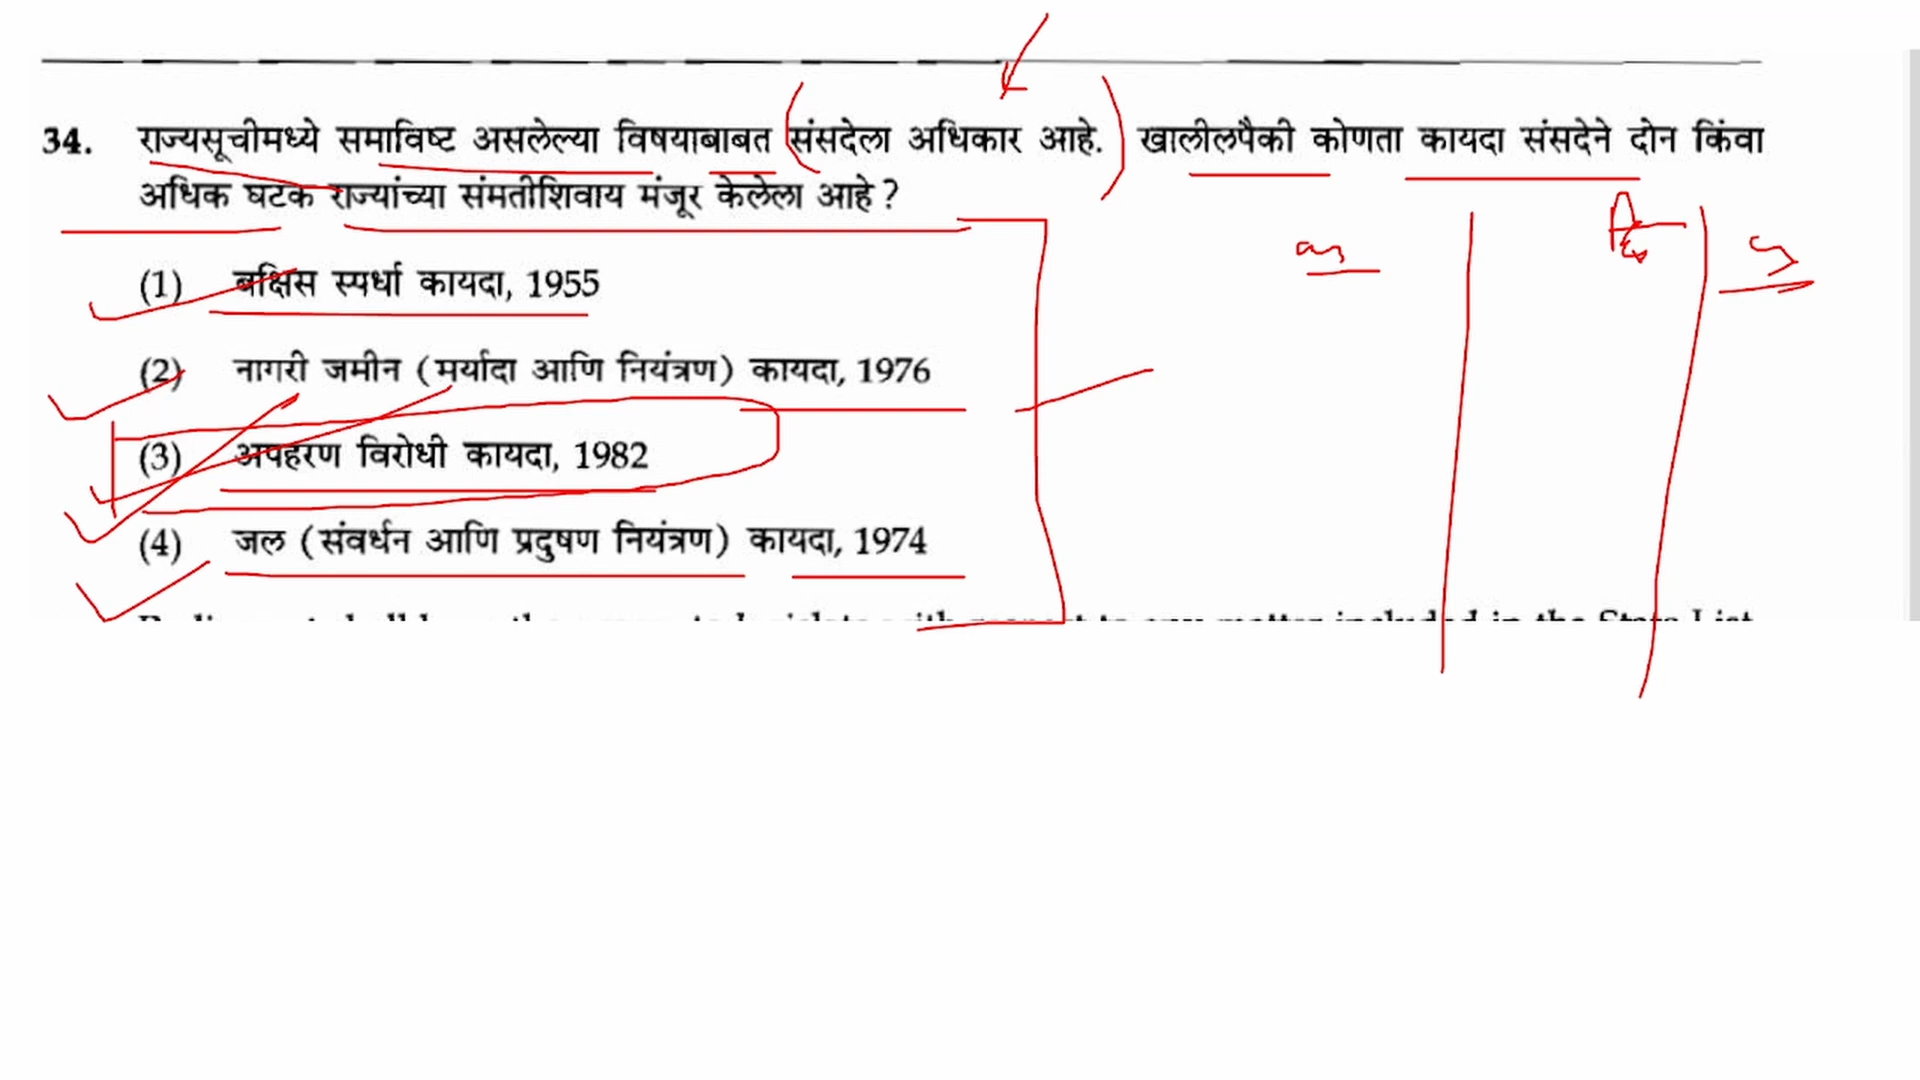 34. राज्यसूचीमध्ये समाविष्ट असलेल्या विषयाबाबत संसदेला अधिकार आहे. खालीलपैकी कोणता कायदा संसदेने दोन किंवा
अधिक घटक राज्यांच्या संमतीशिवाय मंजूर केलेला आहे ?
(1) बक्षिस स्पर्धा कायदा, 1955
(2) नागरी जमीन (मर्यादा आणि नियंत्रण) कायदा, 1976
(3) अपहरण विरोधी कायदा, 1982
(4) जल (संवर्धन आणि प्रदुषण नियंत्रण) कायदा, 1974